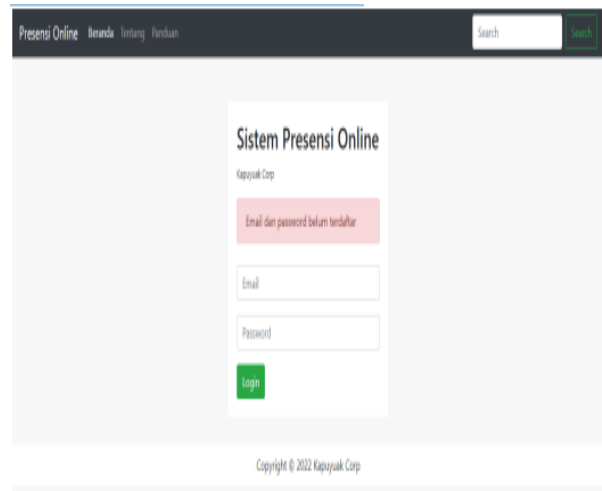 Presensi Online Beranda Tentang Panduan Search Search
Sistem Presensi Online
Kapuyuak Corp
Email dan password belum terdaftar
Email
Password
Login
Copyright © 2022 Kapuyuak Corp